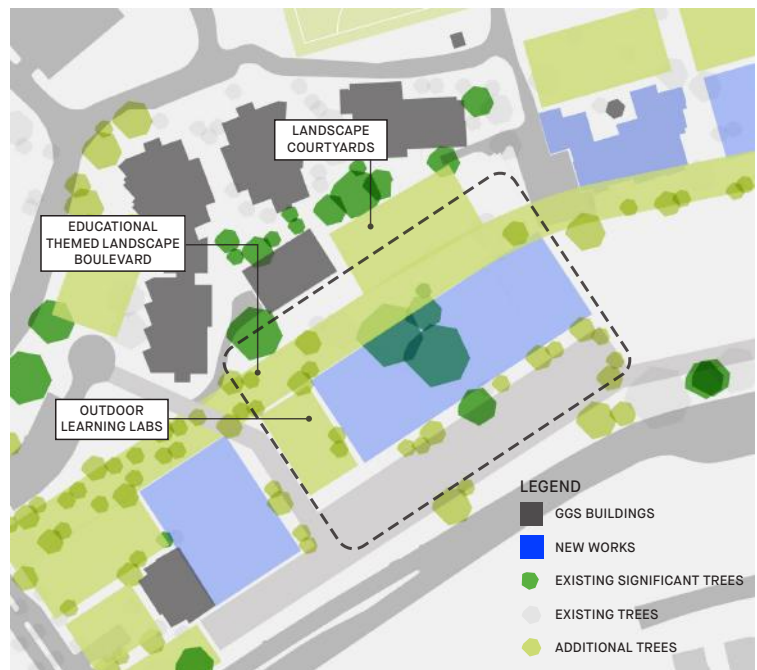 LANDSCAPE
COURTYARDS
EDUCATIONAL
THEMED LANDSCAPE
BOULEVARD
OUTDOOR
LEARNING LABS
LEGEND
GGS BUILDINGS
NEW WORKS
EXISTING SIGNIFICANT TREES
EXISTING TREES
ADDITIONAL TREES